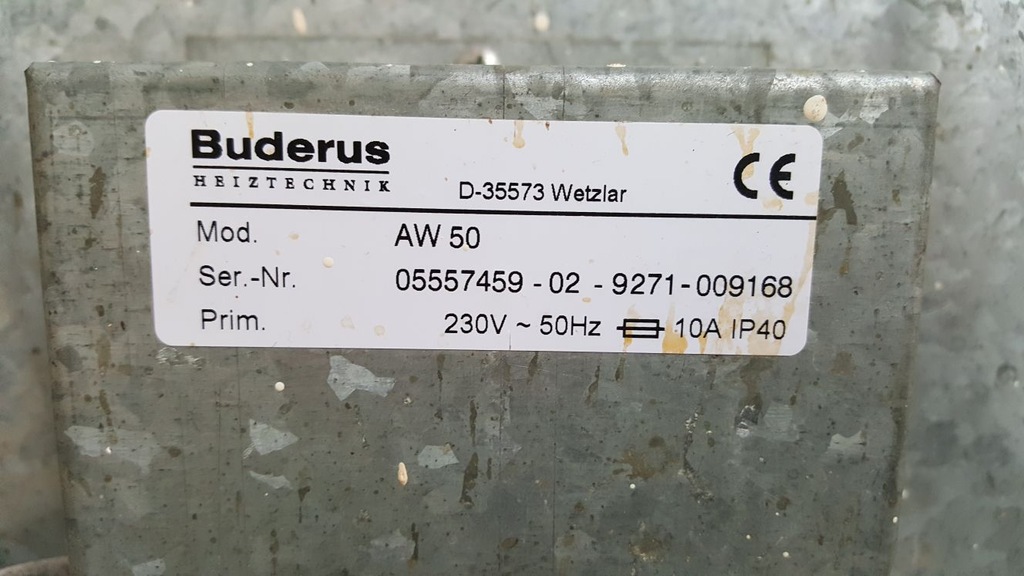 Buderus
HEIZTECHNIK
D-35573 Wetzlar
CE
Mod. AW 50
Ser.-Nr. 05557459 - 02 - 9271 - 009168
Prim. 230V ~ 50Hz 10A IP40